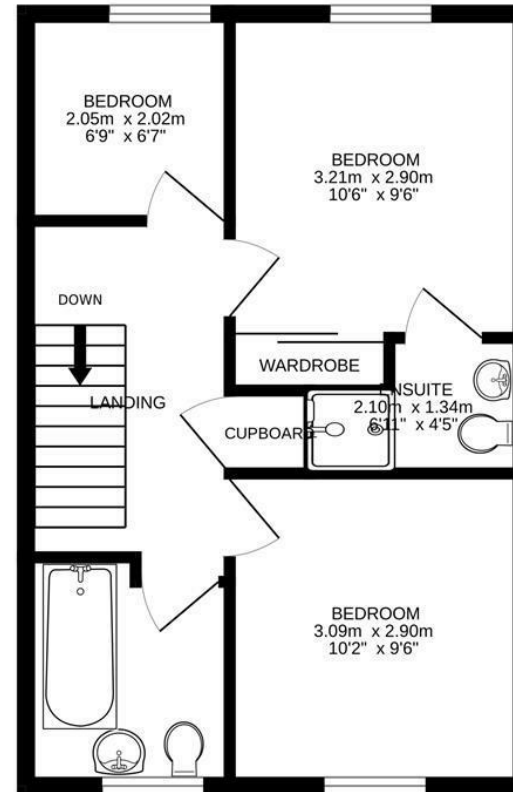 BEDROOM
2.05m x 2.02m
6'9" x 6'7"
BEDROOM
3.21m x 2.90m
10'6" x 9'6"
DOWN
WARDROBE
LANDING
ENSUITE
2.10m x 1.34m
6'11" x 4'5"
CUPBOARD
BEDROOM
3.09m x 2.90m
10'2" x 9'6"